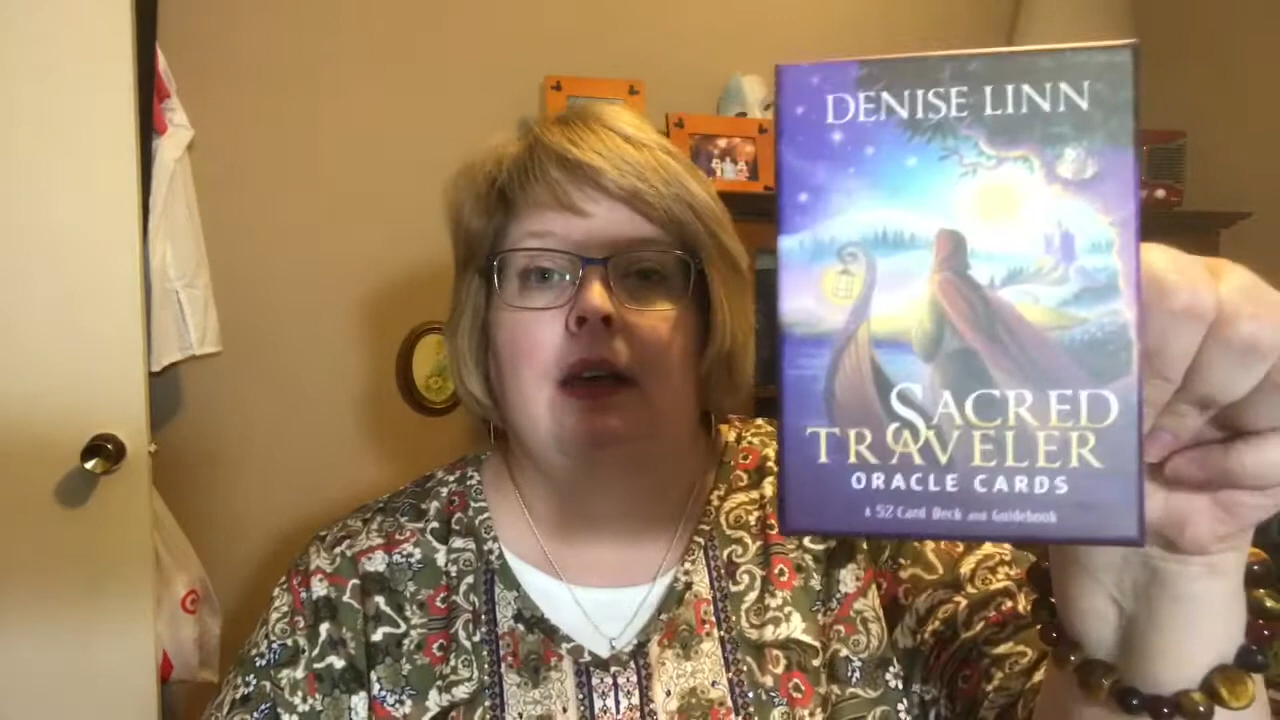 DENISE LINN
SACRED
TRAVELER
ORACLE CARDS
A 52-Card Deck and Guidebook